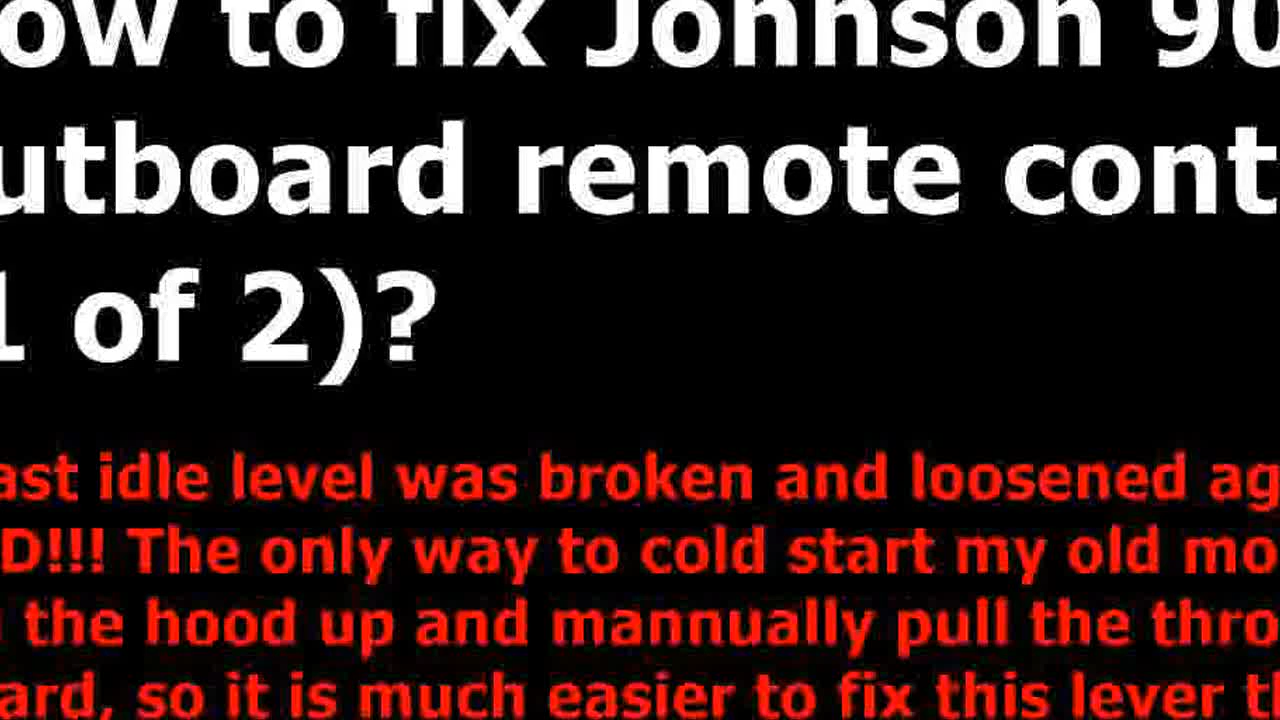 ow to fix Johnson 90
utboard remote cont
1 of 2)?
ast idle level was broken and loosened ag
D!!! The only way to cold start my old mo
the hood up and mannually pull the thro
ard, so it is much easier to fix this lever th